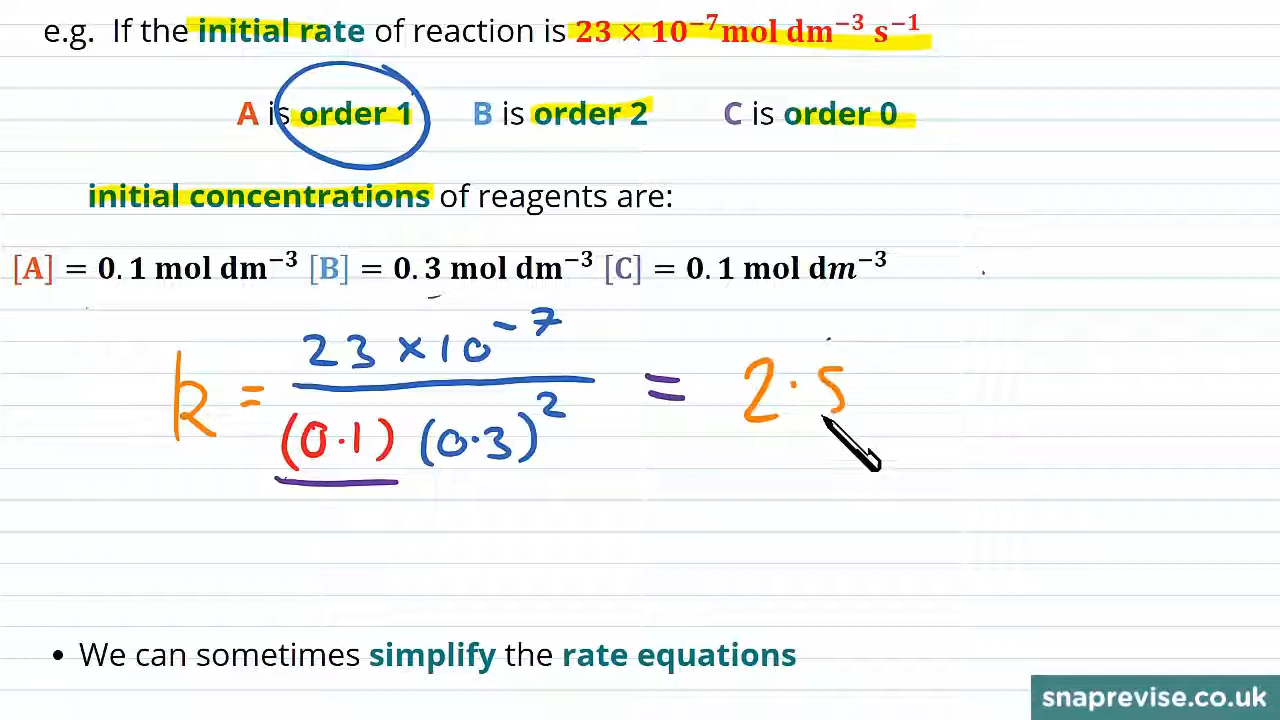 e.g. If the initial rate of reaction is 23 × 10⁻⁷ mol dm⁻³ s⁻¹
A is order 1 B is order 2 C is order 0
initial concentrations of reagents are:
[A] = 0.1 mol dm⁻³ [B] = 0.3 mol dm⁻³ [C] = 0.1 mol dm⁻³
23 × 10⁻⁷
k = = 2.5
(0.1) (0.3)²
• We can sometimes simplify the rate equations
snaprevise.co.uk